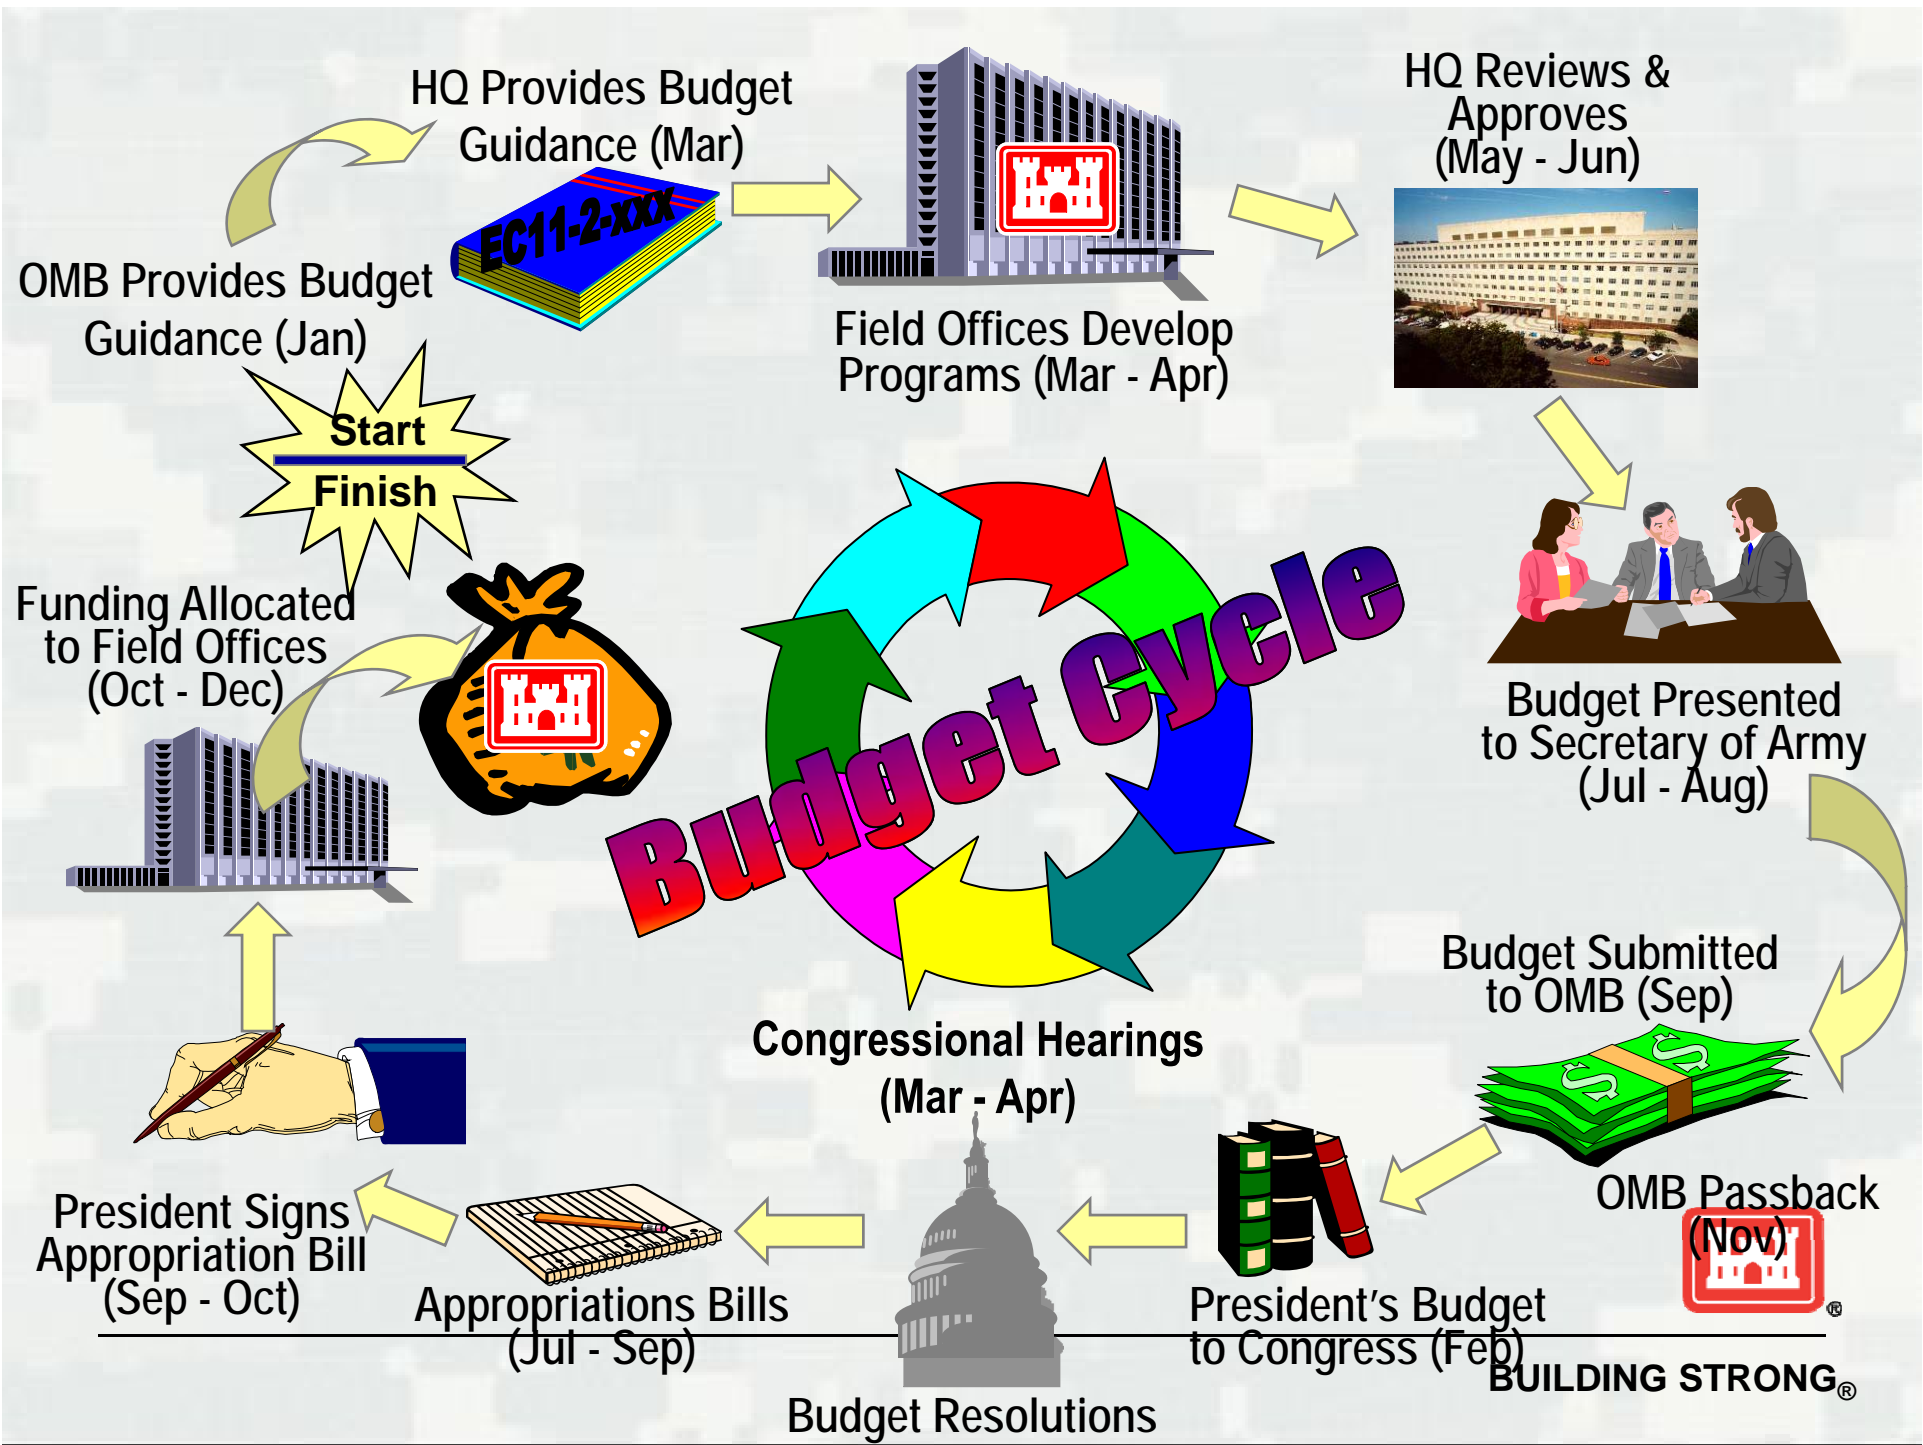 HQ Provides Budget
Guidance (Mar)
EC11-2-xxx
HQ Reviews &
Approves
(May - Jun)
OMB Provides Budget
Guidance (Jan)
Field Offices Develop
Programs (Mar - Apr)
Start
Finish
Budget Cycle
Funding Allocated
to Field Offices
(Oct - Dec)
Budget Presented
to Secretary of Army
(Jul - Aug)
Budget Submitted
to OMB (Sep)
$ $
OMB Passback
(Nov)
Congressional Hearings
(Mar - Apr)
President's Budget
to Congress (Feb)
Budget Resolutions
Appropriations Bills
(Jul - Sep)
President Signs
Appropriation Bill
(Sep - Oct)
®
BUILDING STRONG®